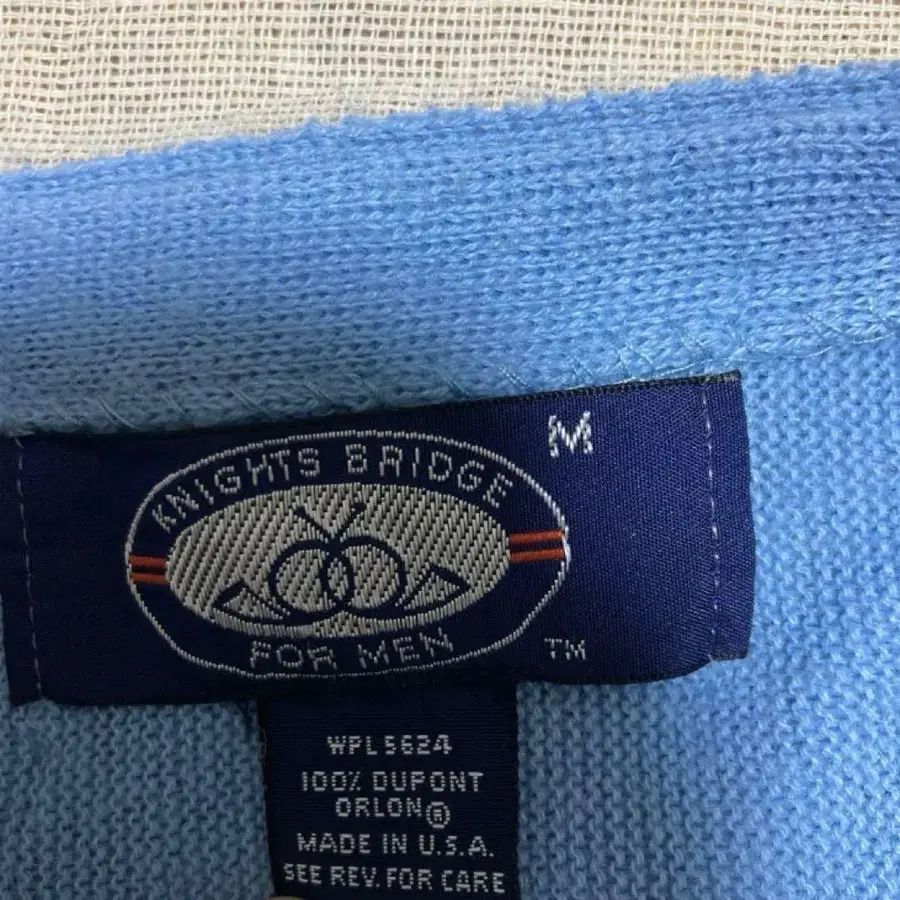 M
KNIGHTS BRIDGE
FOR MEN
TM
WPL 5624
100% DUPONT
ORLON®
MADE IN U.S.A.
SEE REV. FOR CARE